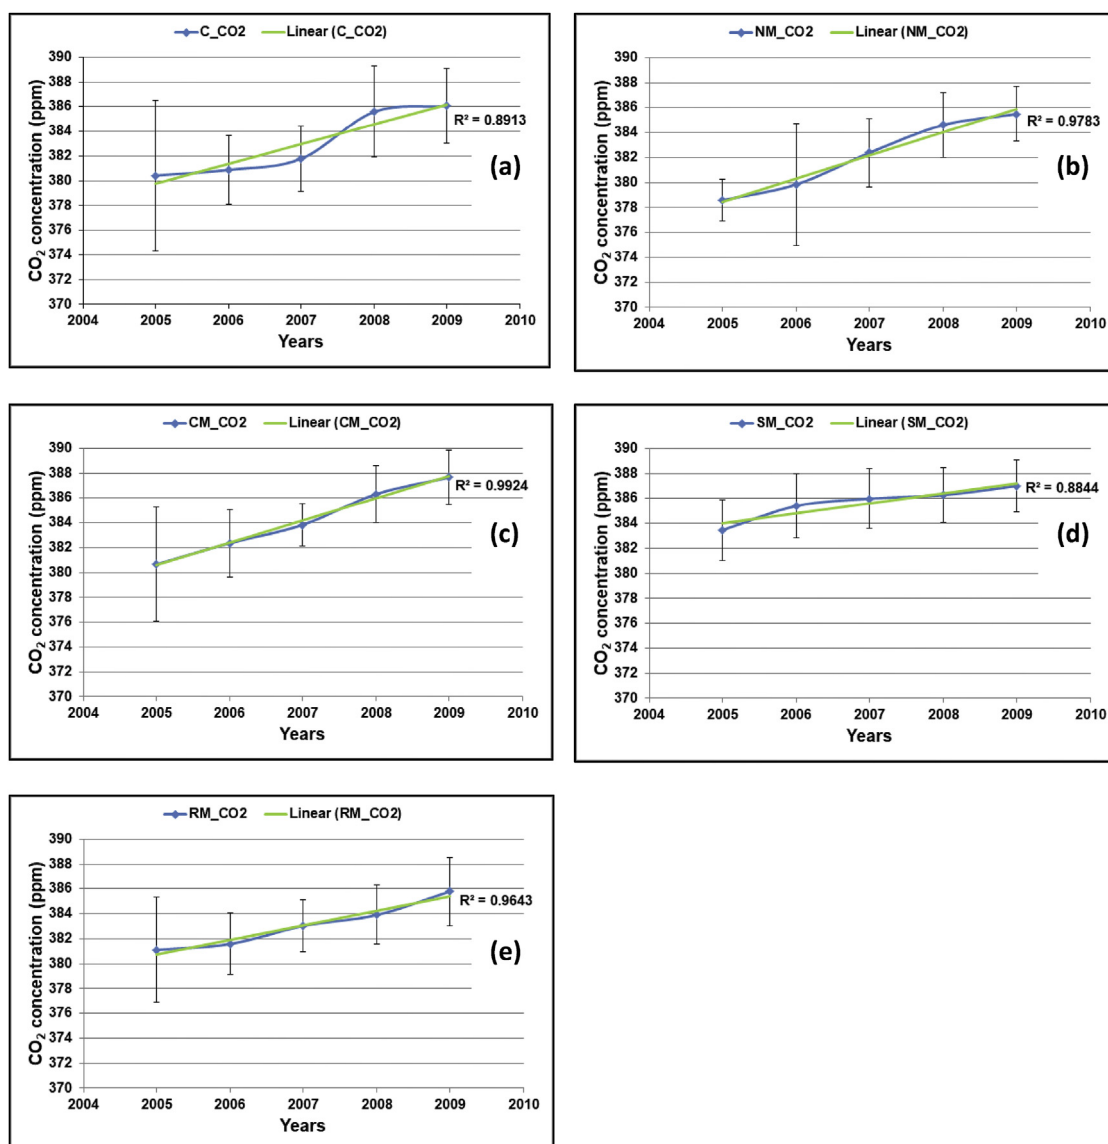 C_CO2 Linear (C_CO2)
CO2 concentration (ppm)
390
388
386
384
382
380
378
376
374
372
370
R² = 0.8913
(a)
2004 2005 2006 2007 2008 2009 2010
Years
NM_CO2 Linear (NM_CO2)
CO2 concentration (ppm)
390
388
386
384
382
380
378
376
374
372
370
R² = 0.9783
(b)
2004 2005 2006 2007 2008 2009 2010
Years
CM_CO2 Linear (CM_CO2)
CO2 concentration (ppm)
390
388
386
384
382
380
378
376
374
372
370
R² = 0.9924
(c)
2004 2005 2006 2007 2008 2009 2010
Years
SM_CO2 Linear (SM_CO2)
CO2 concentration (ppm)
390
388
386
384
382
380
378
376
374
372
370
R² = 0.8844
(d)
2004 2005 2006 2007 2008 2009 2010
Years
RM_CO2 Linear (RM_CO2)
CO2 concentration (ppm)
390
388
386
384
382
380
378
376
374
372
370
R² = 0.9643
(e)
2004 2005 2006 2007 2008 2009 2010
Years